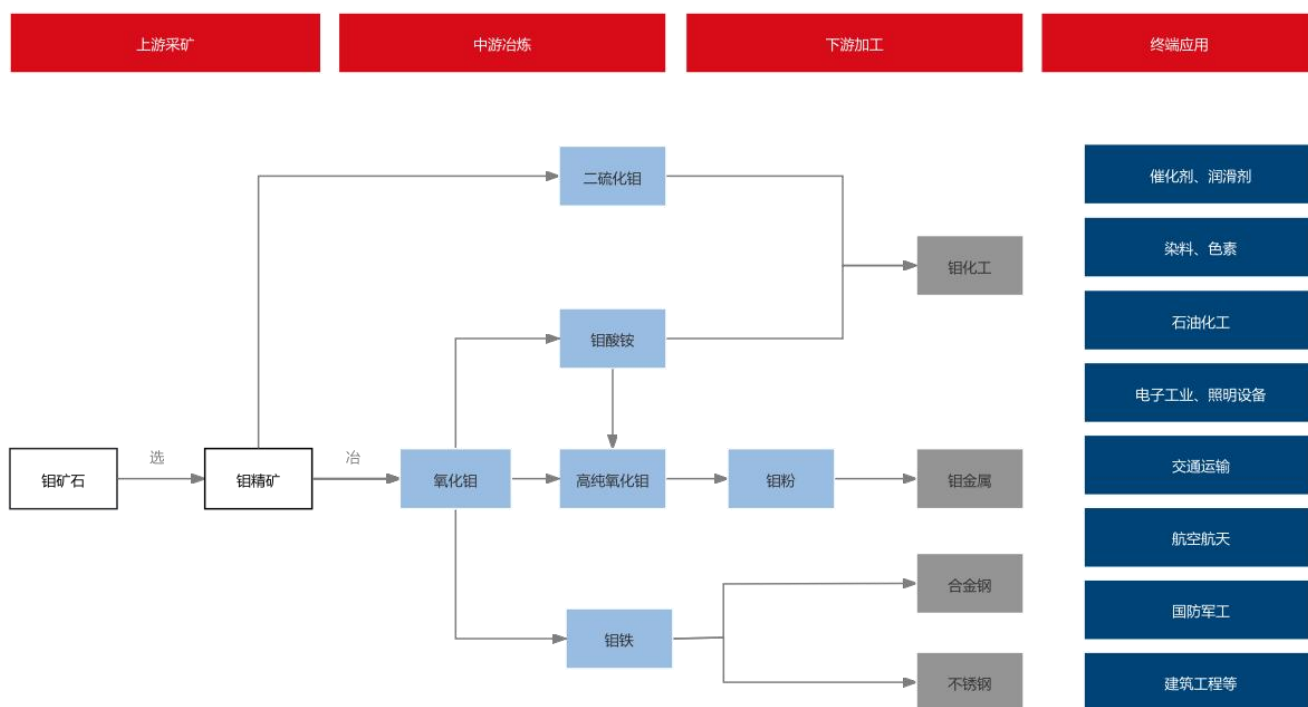 上游采矿
中游冶炼
下游加工
终端应用
二硫化钼
催化剂、润滑剂
染料、色素
钼化工
石油化工
钼酸铵
电子工业、照明设备
选
冶
钼矿石
钼精矿
氧化钼
高纯氧化钼
钼粉
钼金属
交通运输
航空航天
合金钢
国防军工
钼铁
不锈钢
建筑工程等